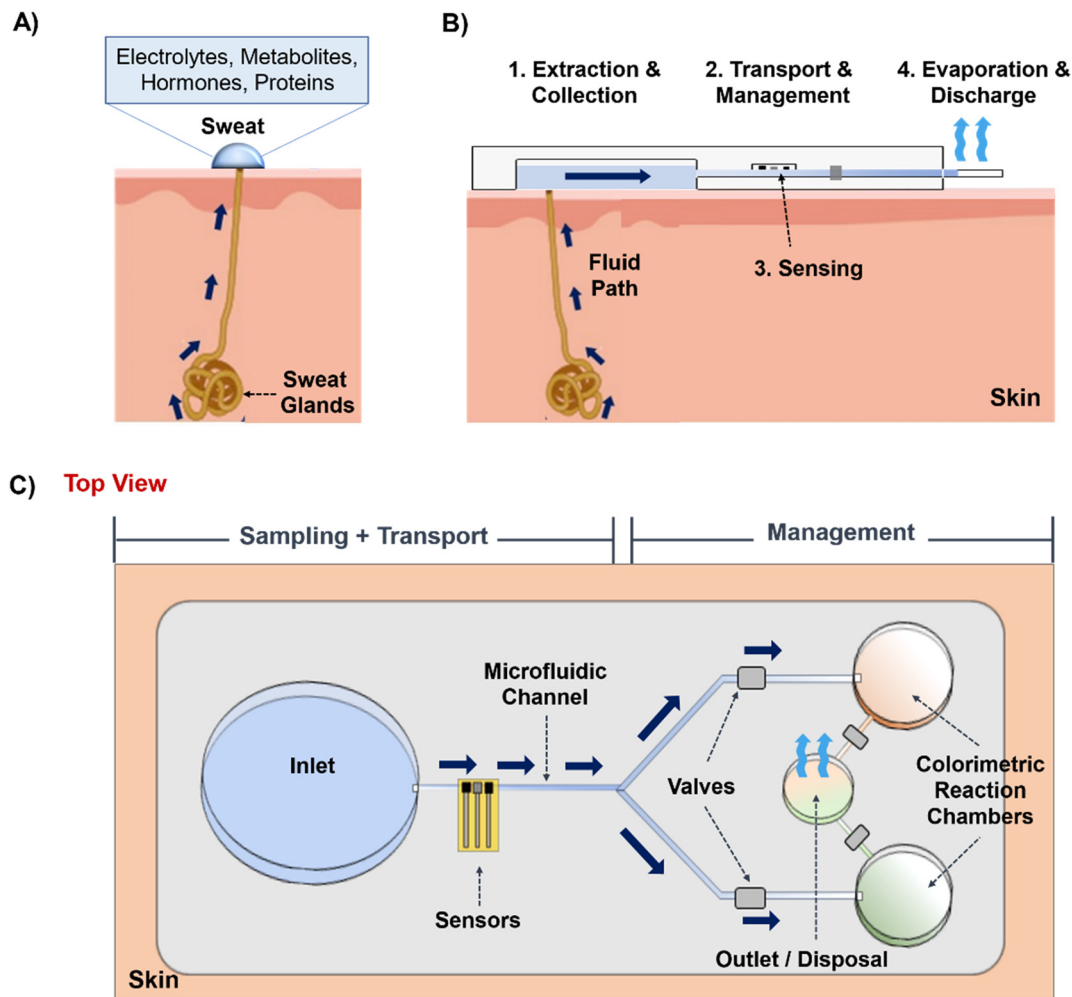 A)
Electrolytes, Metabolites,
Hormones, Proteins
Sweat
Sweat
Glands
B)
1. Extraction &
Collection
2. Transport &
Management
4. Evaporation &
Discharge
Fluid
Path
3. Sensing
Skin
C)
Top View
Sampling + Transport
Management
Microfluidic
Channel
Inlet
Valves
Colorimetric
Reaction
Chambers
Sensors
Outlet / Disposal
Skin